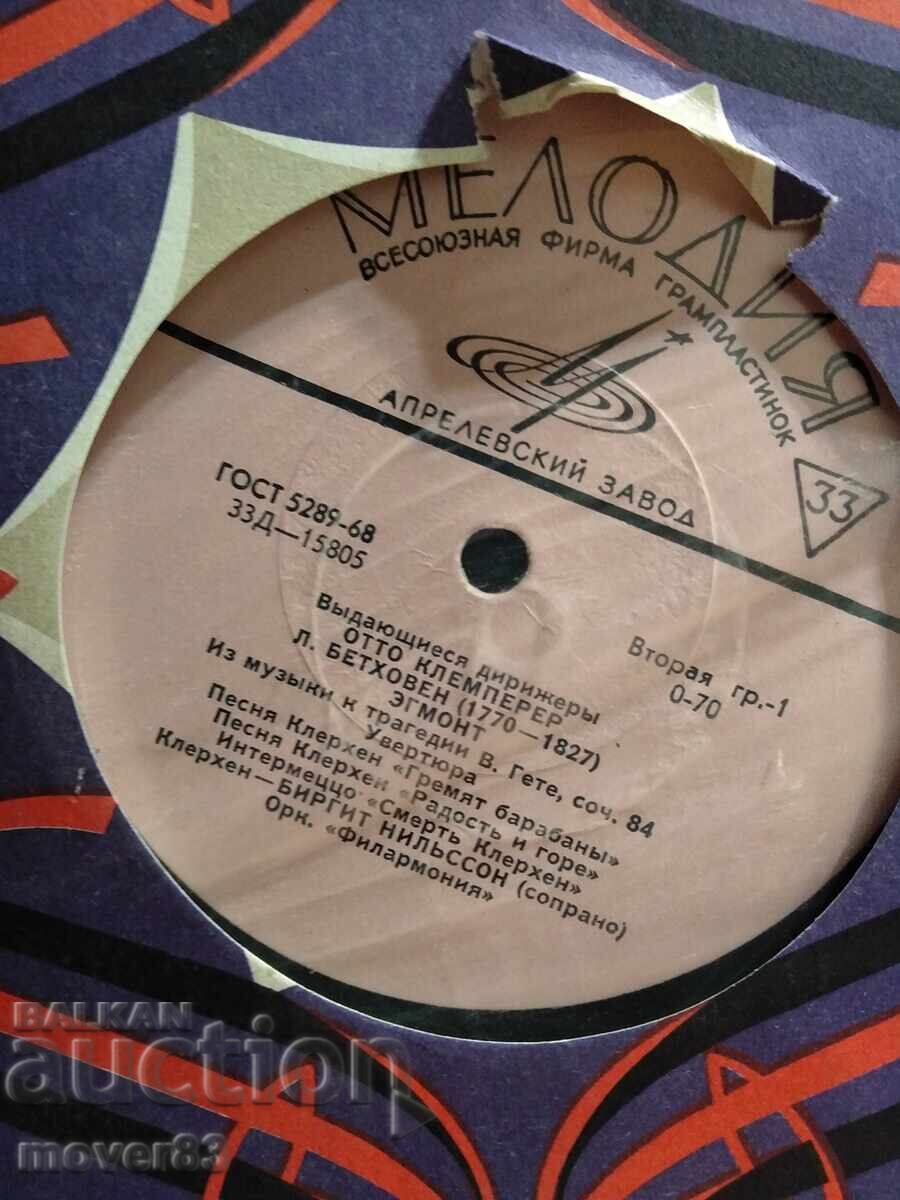 МЕЛОДИЯ
ВСЕСОЮЗНАЯ ФИРМА ГРАМПЛАСТИНОК
АПРЕЛЕВСКИЙ ЗАВОД
33
ГОСТ 5289-68
33Д—15805
Вторая гр.-1
0-70
Выдающиеся дирижеры
ОТТО КЛЕМПЕРЕР
Л. БЕТХОВЕН (1770—1827)
ЭГМОНТ
Из музыки к трагедии В. Гете, соч. 84
Увертюра
Песня Клерхен «Гремят барабаны»
Песня Клерхен «Радость и горе»
Интермеццо «Смерть Клерхен»
Клерхен—БИРГИТ НИЛЬССОН (сопрано)
Орк. «Филармония»
BALKAN
auction
mover83